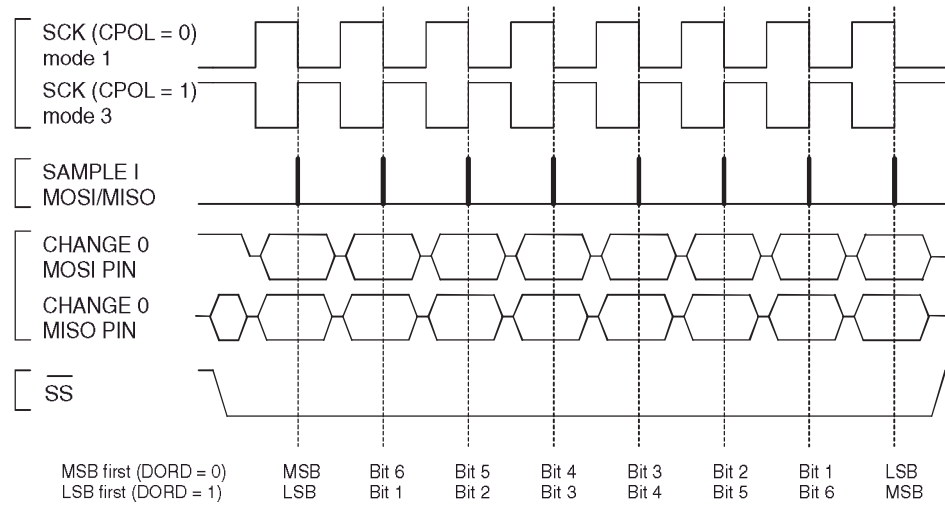 SCK (CPOL = 0)
mode 1
SCK (CPOL = 1)
mode 3
SAMPLE I
MOSI/MISO
CHANGE 0
MOSI PIN
CHANGE 0
MISO PIN
SS
MSB first (DORD = 0) MSB Bit 6 Bit 5 Bit 4 Bit 3 Bit 2 Bit 1 LSB
LSB first (DORD = 1) LSB Bit 1 Bit 2 Bit 3 Bit 4 Bit 5 Bit 6 MSB